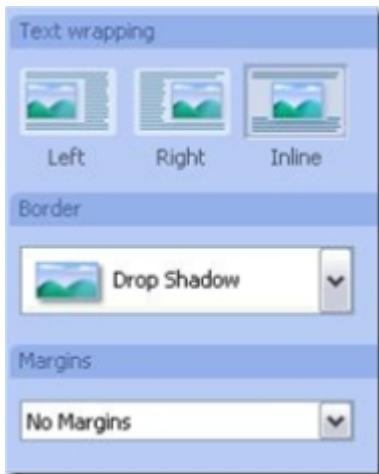 Text wrapping
Left Right Inline
Border
Drop Shadow
Margins
No Margins